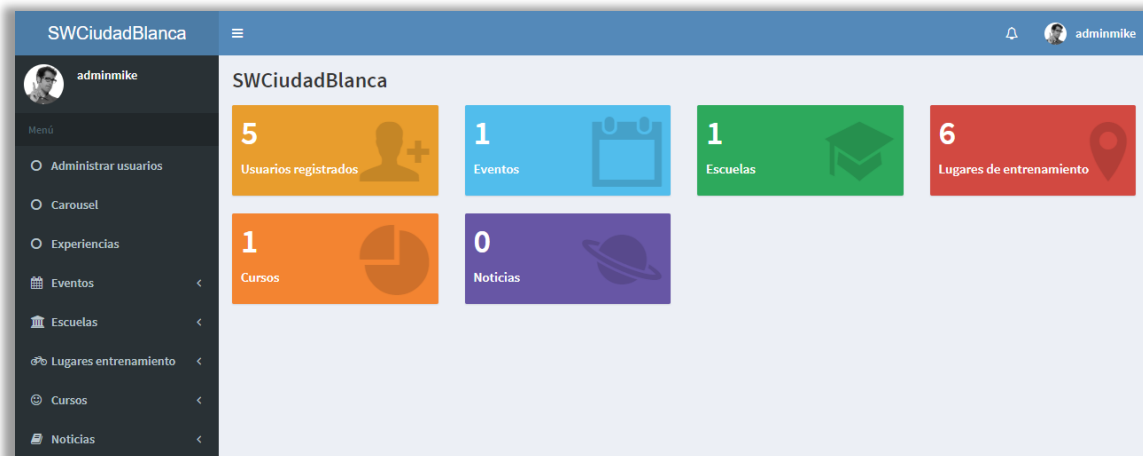 SWCiudadBlanca
adminmike
adminmike
Menú
Administrar usuarios
Carousel
Experiencias
Eventos
Escuelas
Lugares entrenamiento
Cursos
Noticias
SWCiudadBlanca
5
Usuarios registrados
1
Eventos
1
Escuelas
6
Lugares de entrenamiento
1
Cursos
0
Noticias